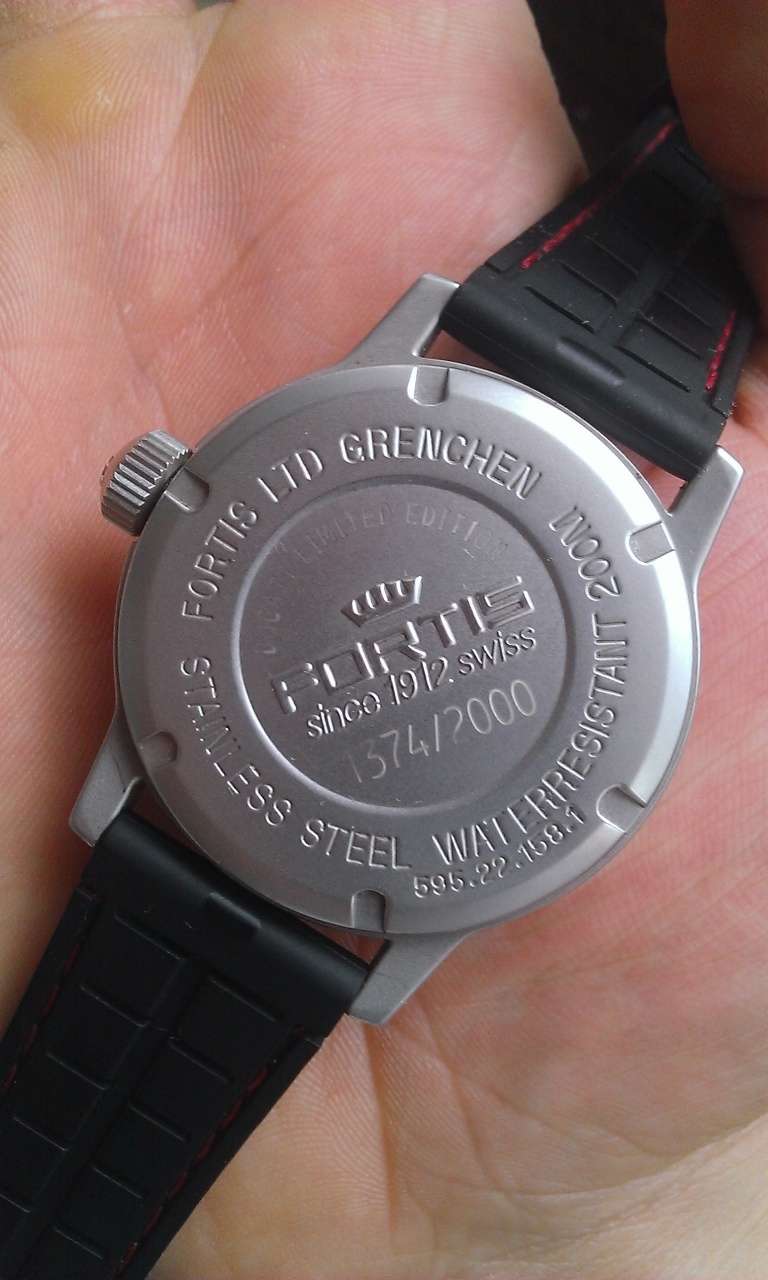 FORTIS LTD GRENCHEN
200M
STAINLESS STEEL WATERRESISTANT
595.22.158.1
LIMITED EDITION
FORTIS
since 1912. swiss
1374/2000